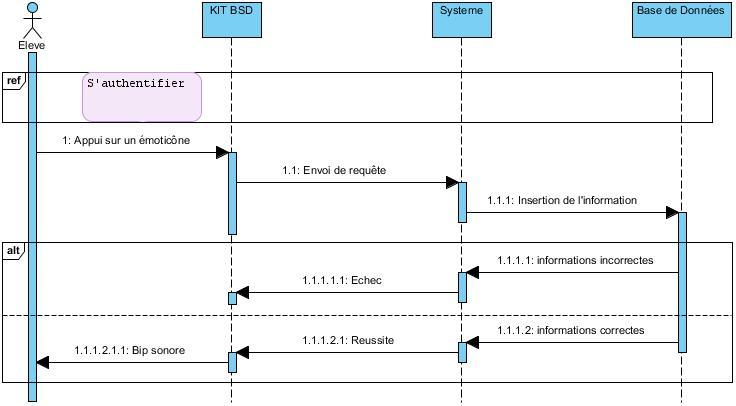 KIT BSD
Systeme
Base de Données
Eleve
ref
S'authentifier
1: Appui sur un émoticône
1.1: Envoi de requête
1.1.1: Insertion de l'information
alt
1.1.1.1: informations incorrectes
1.1.1.1.1: Echec
1.1.1.2: informations correctes
1.1.1.2.1: Reussite
1.1.1.2.1.1: Bip sonore